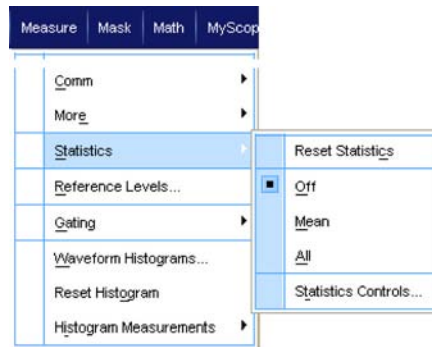 Measure Mask Math MyScop
Comm
More
Statistics
Reference Levels...
Gating
Waveform Histograms...
Reset Histogram
Histogram Measurements
Reset Statistics
Off
Mean
All
Statistics Controls...